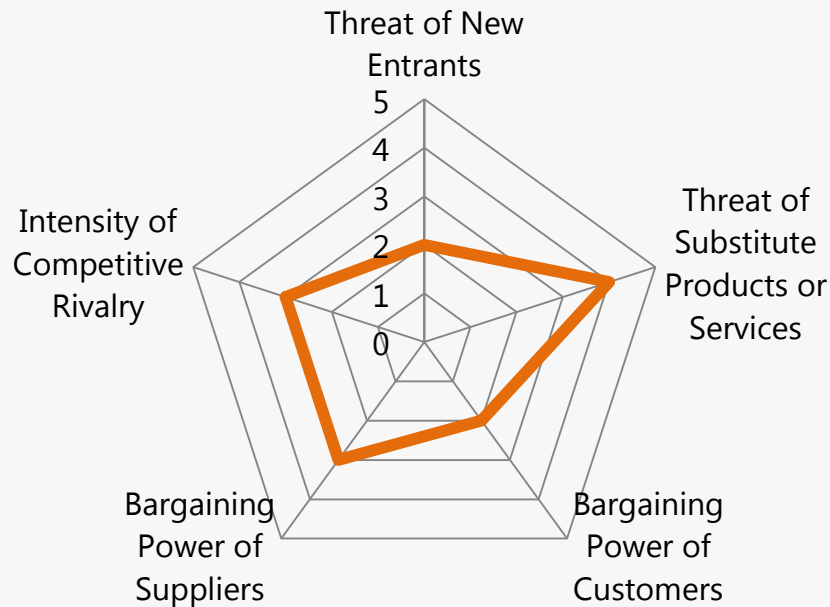 Threat of New
Entrants
5
4
3
2
1
0
Threat of
Substitute
Products or
Services
Bargaining
Power of
Customers
Bargaining
Power of
Suppliers
Intensity of
Competitive
Rivalry